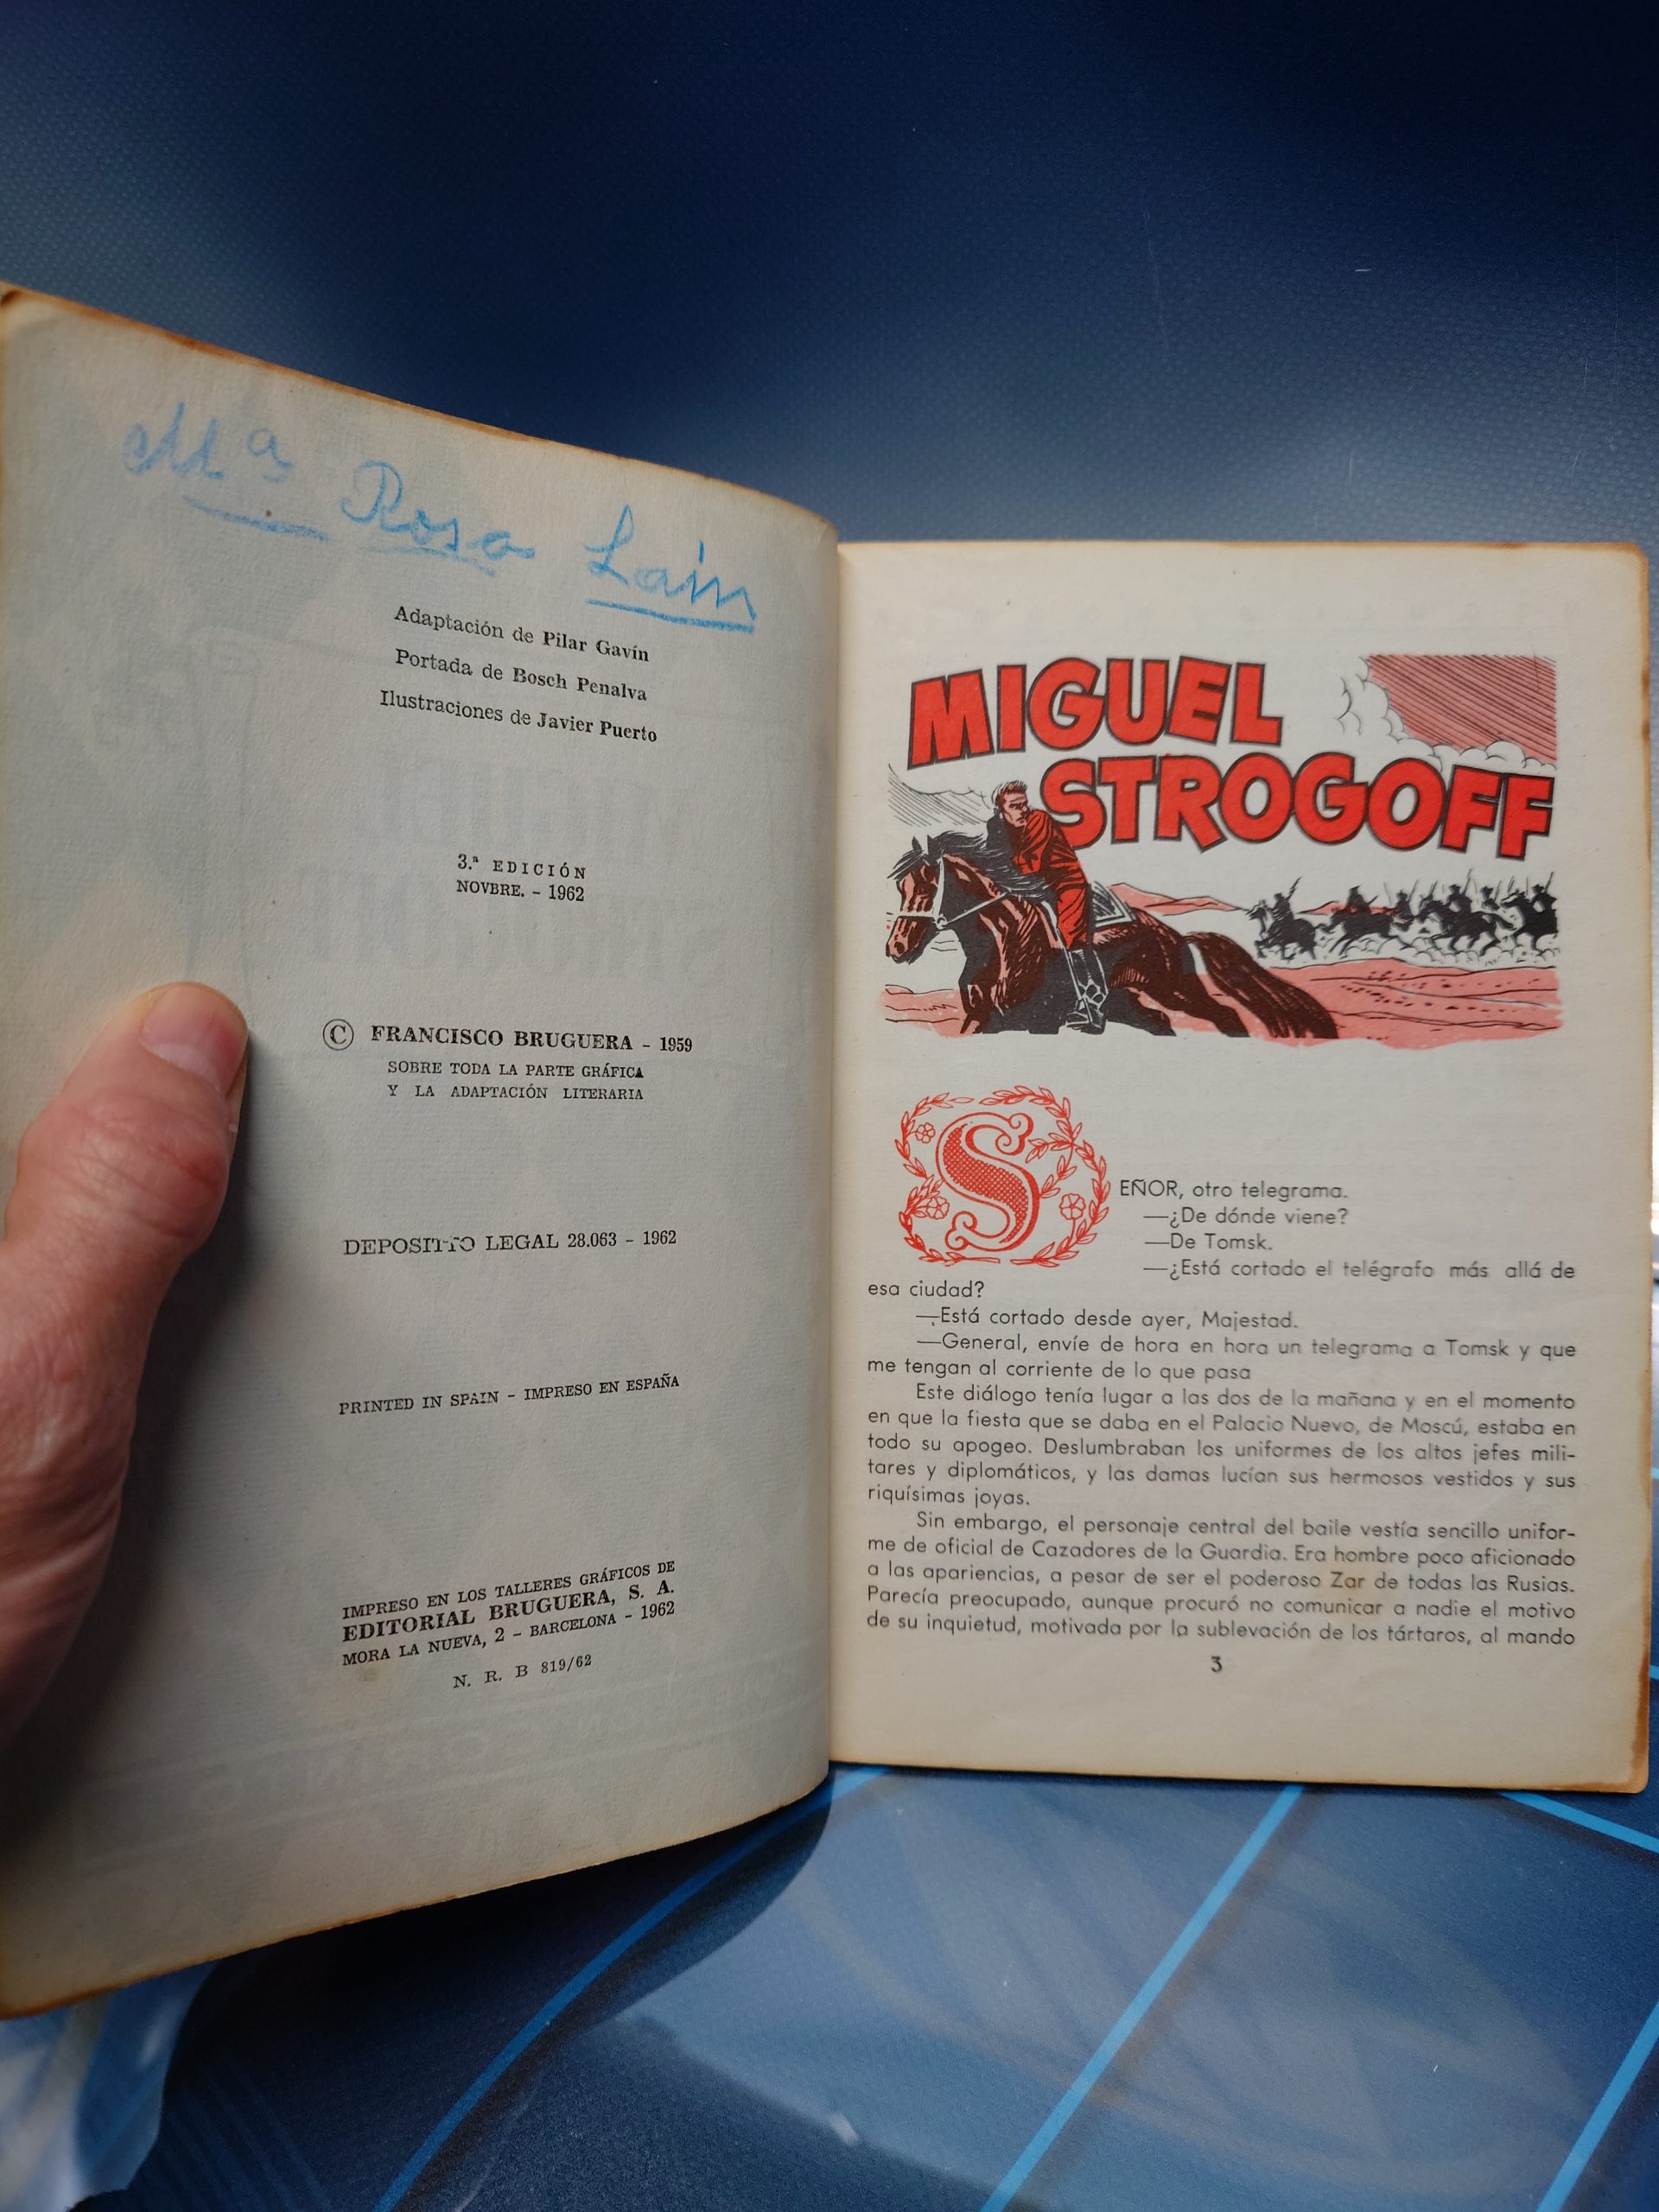 Mª Rosa Laín
Adaptación de Pilar Gavín
Portada de Bosch Penalva
Ilustraciones de Javier Puerto
3.ª EDICIÓN
NOVBRE. - 1962
© FRANCISCO BRUGUERA - 1959
SOBRE TODA LA PARTE GRÁFICA
Y LA ADAPTACIÓN LITERARIA
DEPOSITO LEGAL 28.063 - 1962
PRINTED IN SPAIN - IMPRESO EN ESPAÑA
IMPRESO EN LOS TALLERES GRÁFICOS DE
EDITORIAL BRUGUERA, S. A.
MORA LA NUEVA, 2 - BARCELONA - 1962
N. R. B 819/62
MIGUEL
STROGOFF
SEÑOR, otro telegrama.
—¿De dónde viene?
—De Tomsk.
—¿Está cortado el telégrafo más allá de
esa ciudad?
—Está cortado desde ayer, Majestad.
—General, envíe de hora en hora un telegrama a Tomsk y que
me tengan al corriente de lo que pasa
Este diálogo tenía lugar a las dos de la mañana y en el momento
en que la fiesta que se daba en el Palacio Nuevo, de Moscú, estaba en
todo su apogeo. Deslumbraban los uniformes de los altos jefes mili-
tares y diplomáticos, y las damas lucían sus hermosos vestidos y sus
riquísimas joyas.
Sin embargo, el personaje central del baile vestía sencillo unifor-
me de oficial de Cazadores de la Guardia. Era hombre poco aficionado
a las apariencias, a pesar de ser el poderoso Zar de todas las Rusias.
Parecía preocupado, aunque procuró no comunicar a nadie el motivo
de su inquietud, motivada por la sublevación de los tártaros, al mando
3